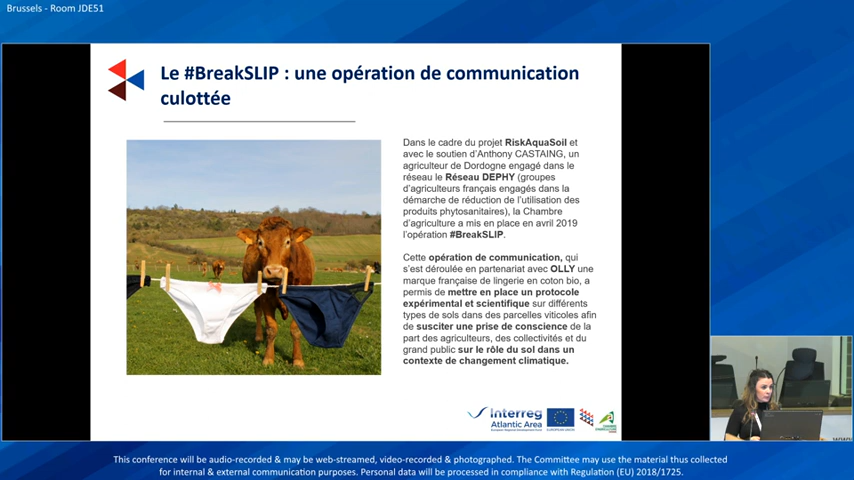 Brussels - Room JDE51
Le #BreakSLIP : une opération de communication
culottée
Dans le cadre du projet RiskAquaSoil et
avec le soutien d'Anthony CASTAING, un
agriculteur de Dordogne engagé dans le
réseau le Réseau DEPHY (groupes
d'agriculteurs français engagés dans la
démarche de réduction de l'utilisation des
produits phytosanitaires), la Chambre
d'agriculture a mis en place en avril 2019
l'opération #BreakSLIP.
Cette opération de communication, qui
s'est déroulée en partenariat avec OLLY une
marque française de lingerie en coton bio, a
permis de mettre en place un protocole
expérimental et scientifique sur différents
types de sols dans des parcelles viticoles afin
de susciter une prise de conscience de la
part des agriculteurs, des collectivités et du
grand public sur le rôle du sol dans un
contexte de changement climatique.
Interreg
Atlantic Area
This conference will be audio-recorded & may be web-streamed, video-recorded & photographed. The Committee may use the material thus collected
for internal & external communication purposes. Personal data will be processed in compliance with Regulation (EU) 2018/1725.